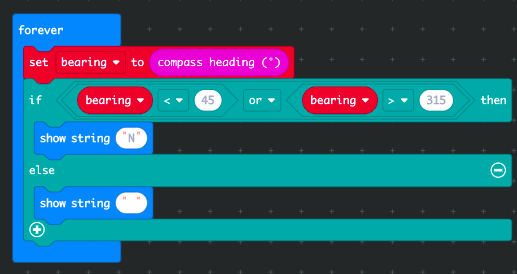 forever
set bearing to compass heading (°)
if bearing < 45 or bearing > 315 then
show string "N"
else
show string " "